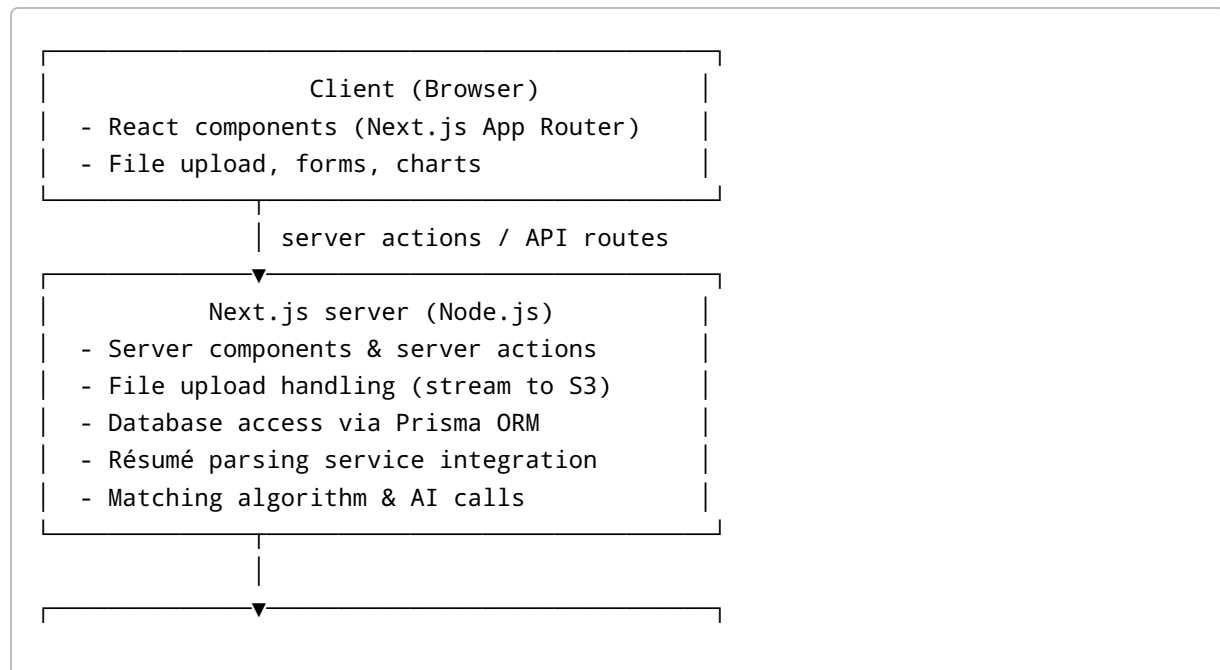 Client (Browser)
- React components (Next.js App Router)
- File upload, forms, charts
server actions / API routes
Next.js server (Node.js)
- Server components & server actions
- File upload handling (stream to S3)
- Database access via Prisma ORM
- Résumé parsing service integration
- Matching algorithm & AI calls